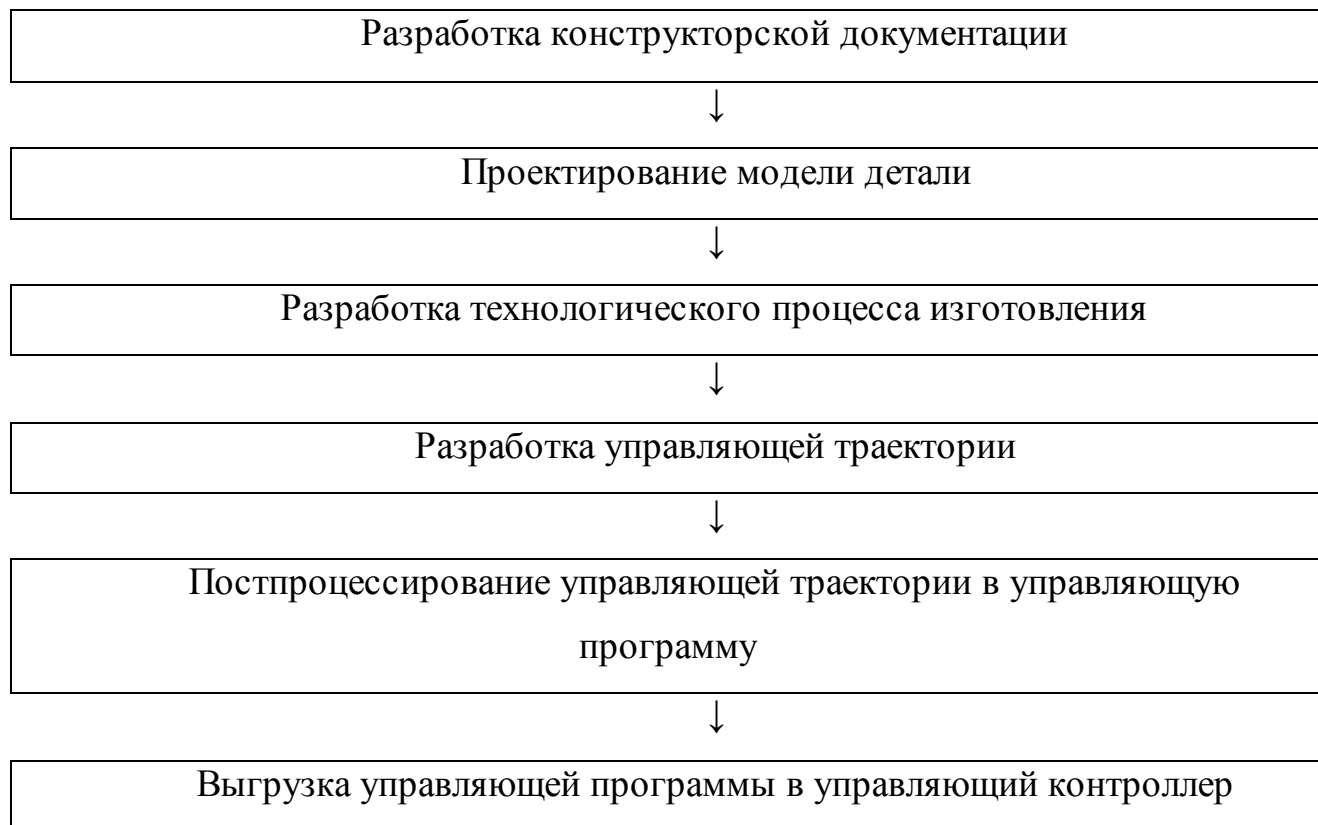 Разработка конструкторской документации
↓
Проектирование модели детали
↓
Разработка технологического процесса изготовления
↓
Разработка управляющей траектории
↓
Постпроцессирование управляющей траектории в управляющую
программу
↓
Выгрузка управляющей программы в управляющий контроллер